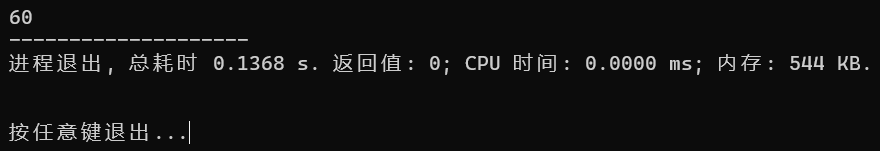 60
--------------------
进程退出, 总耗时 0.1368 s. 返回值: 0; CPU 时间: 0.0000 ms; 内存: 544 KB.
按任意键退出...